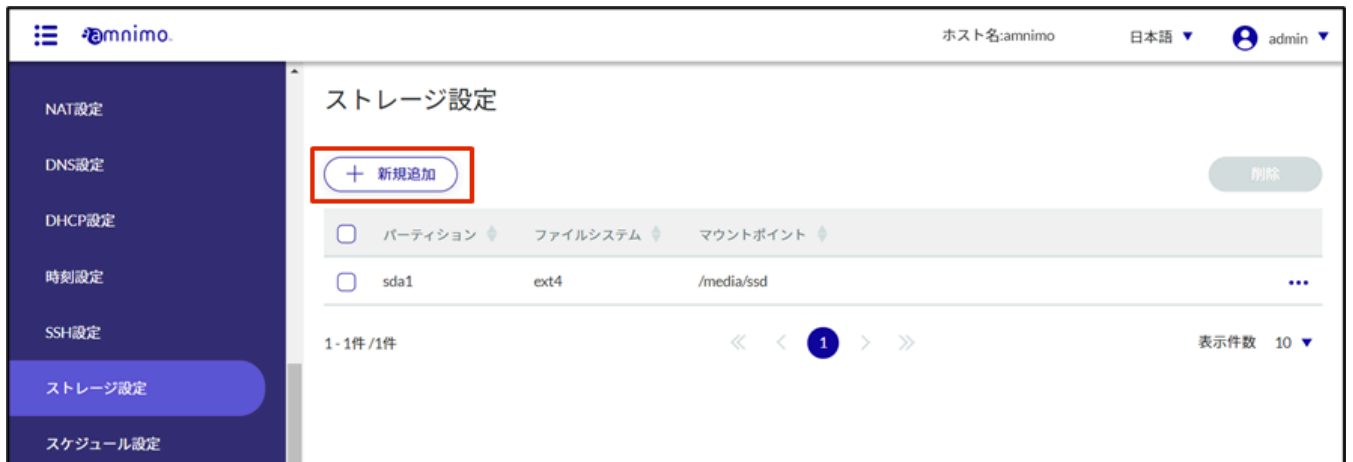 amnimo.
ホスト名:amnimo
日本語 ▼
admin ▼
NAT設定
DNS設定
DHCP設定
時刻設定
SSH設定
ストレージ設定
スケジュール設定
ストレージ設定
＋ 新規追加
削除
パーティション ファイルシステム マウントポイント
sda1 ext4 /media/ssd •••
1 - 1件 /1件
≪ < 1 > ≫
表示件数 10 ▼